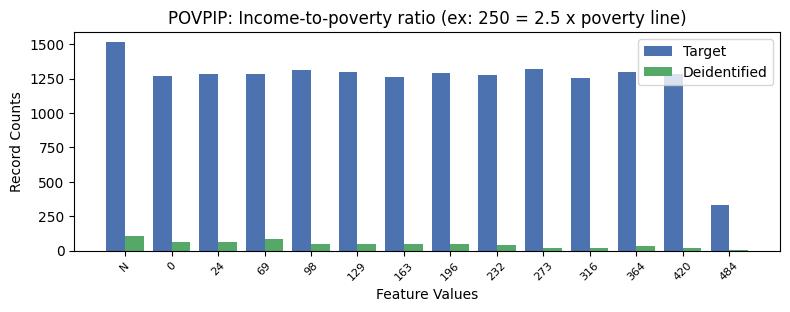 POVPIP: Income-to-poverty ratio (ex: 250 = 2.5 x poverty line)
Target
Deidentified
Record Counts
1500
1250
1000
750
500
250
0
N 0 24 69 98 129 163 196 232 273 316 364 420 484
Feature Values